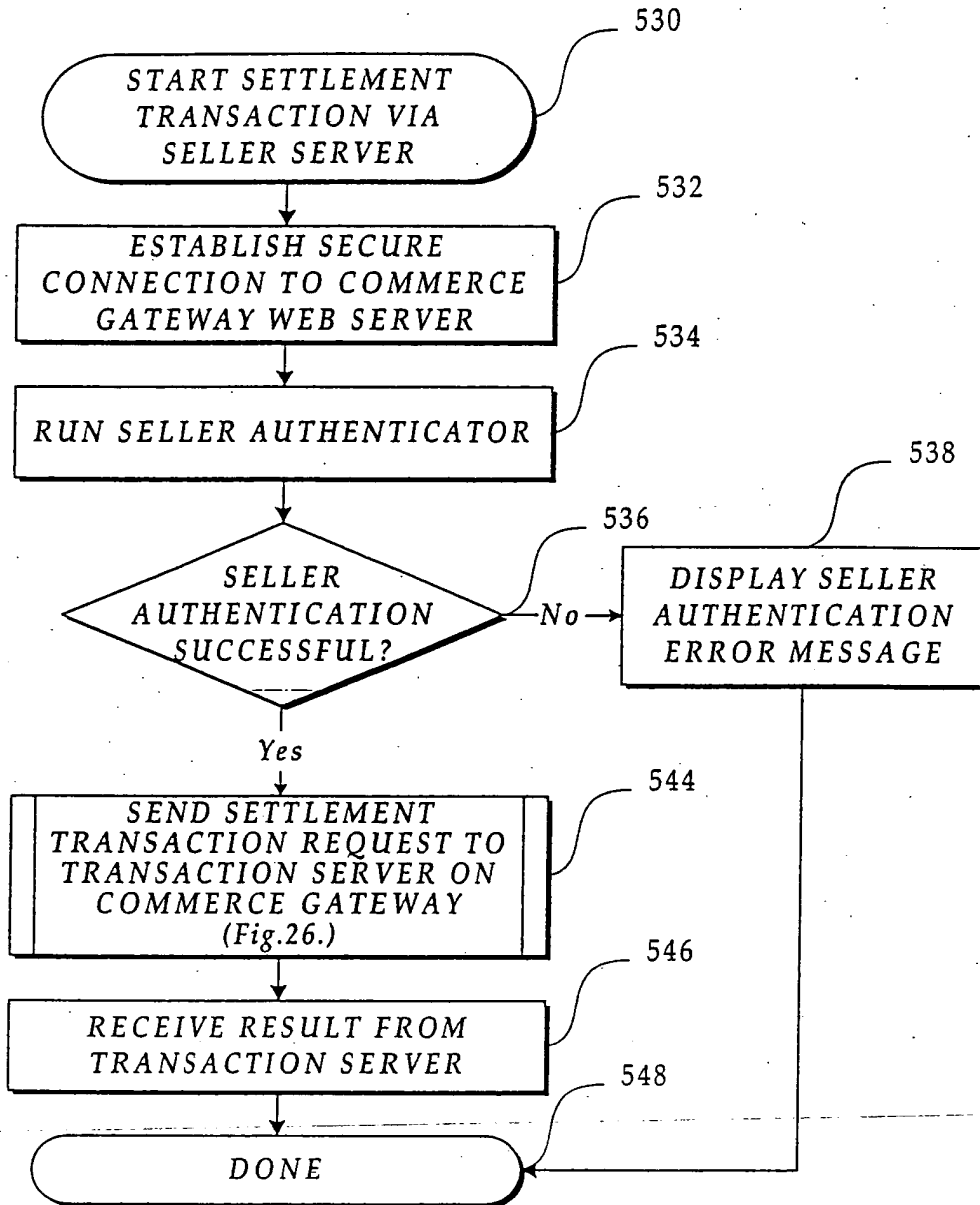 530
START SETTLEMENT
TRANSACTION VIA
SELLER SERVER
532
ESTABLISH SECURE
CONNECTION TO COMMERCE
GATEWAY WEB SERVER
534
RUN SELLER AUTHENTICATOR
536
SELLER
AUTHENTICATION
SUCCESSFUL?
No
538
DISPLAY SELLER
AUTHENTICATION
ERROR MESSAGE
Yes
544
SEND SETTLEMENT
TRANSACTION REQUEST TO
TRANSACTION SERVER ON
COMMERCE GATEWAY
(Fig.26.)
546
RECEIVE RESULT FROM
TRANSACTION SERVER
548
DONE